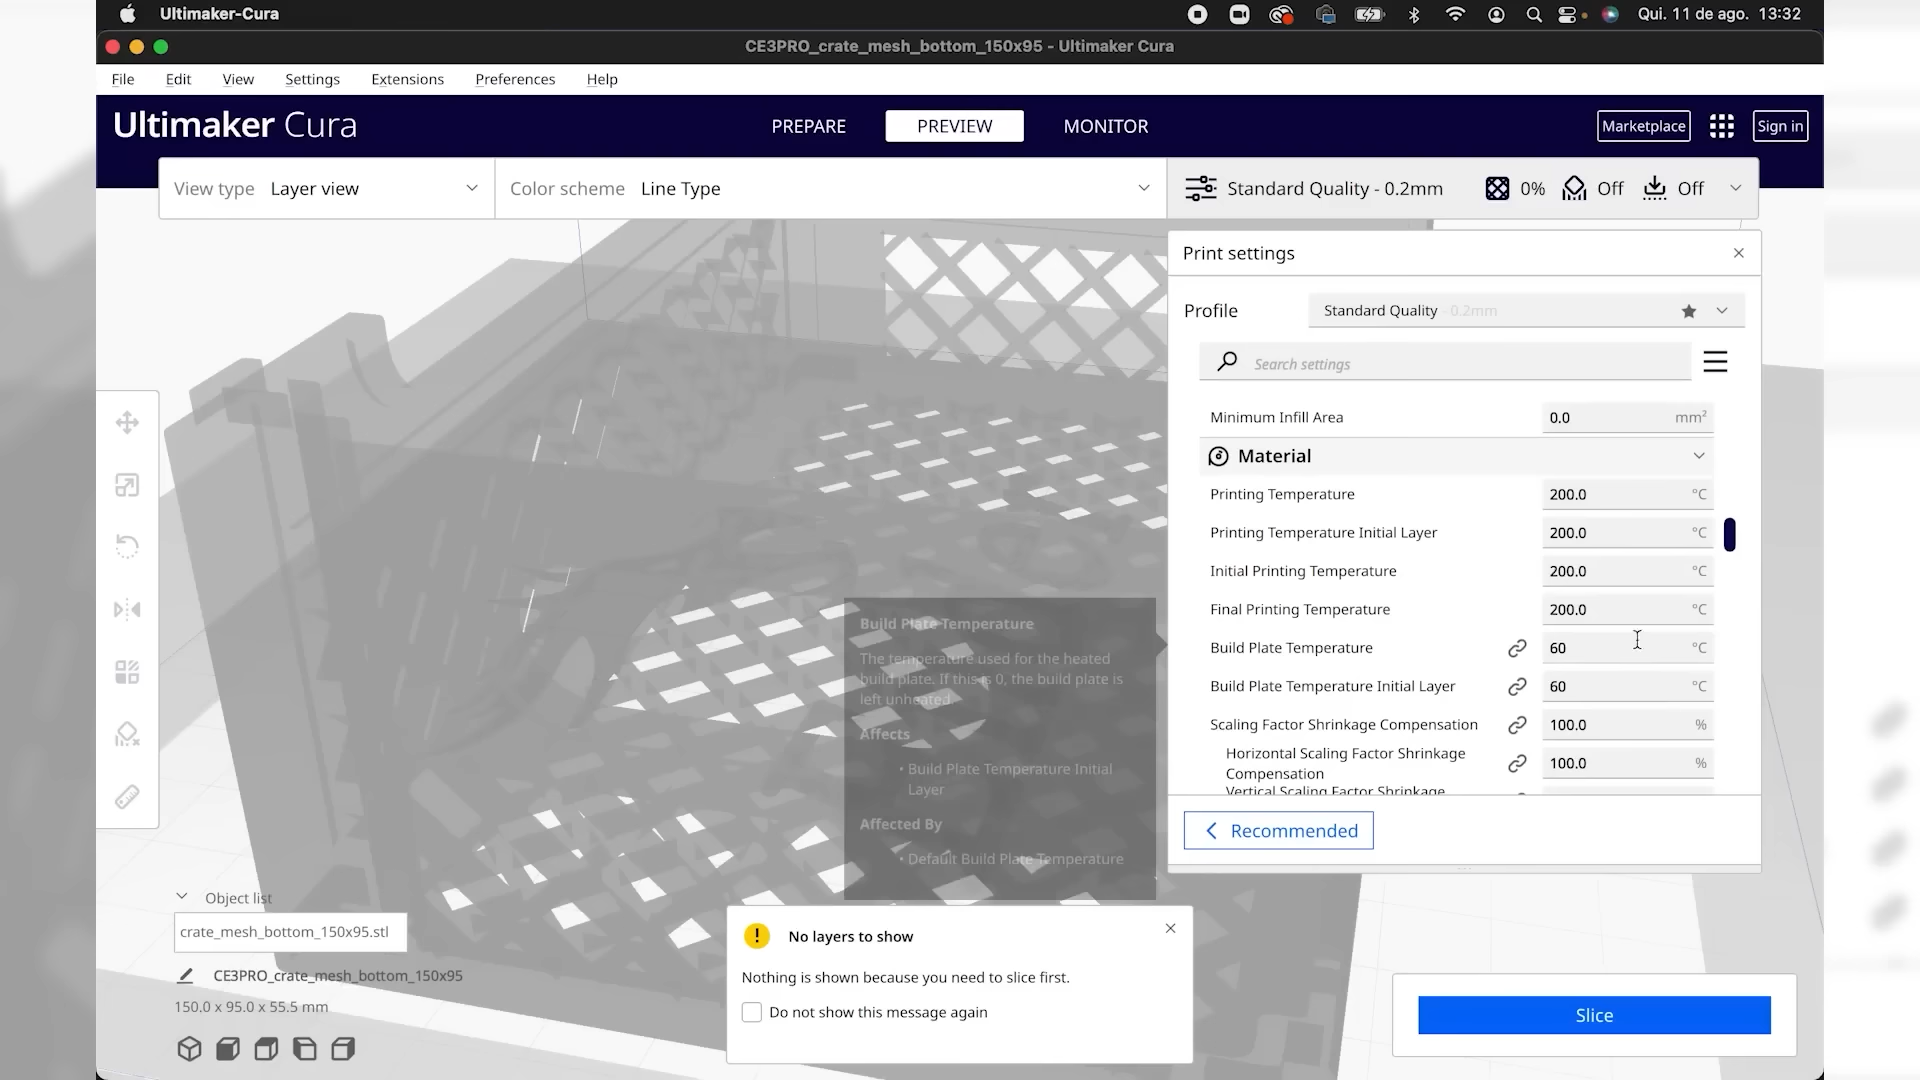 Ultimaker-Cura
Qui. 11 de ago. 13:32
CE3PRO_crate_mesh_bottom_150x95 - Ultimaker Cura
File Edit View Settings Extensions Preferences Help
Ultimaker Cura
PREPARE PREVIEW MONITOR
Marketplace
Sign in
View type Layer view
Color scheme Line Type
Standard Quality - 0.2mm 0% Off Off
Print settings
Profile Standard Quality - 0.2mm
Search settings
Minimum Infill Area 0.0 mm²
Material
Printing Temperature 200.0 °C
Printing Temperature Initial Layer 200.0 °C
Initial Printing Temperature 200.0 °C
Final Printing Temperature 200.0 °C
Build Plate Temperature 60 °C
Build Plate Temperature Initial Layer 60 °C
Scaling Factor Shrinkage Compensation 100.0 %
Horizontal Scaling Factor Shrinkage
Compensation 100.0 %
Vertical Scaling Factor Shrinkage
Recommended
Build Plate Temperature
The temperature used for the heated
build plate. If this is 0, the build plate is
left unheated.
Affects
• Build Plate Temperature Initial
Layer
Affected By
• Default Build Plate Temperature
Object list
crate_mesh_bottom_150x95.stl
CE3PRO_crate_mesh_bottom_150x95
150.0 x 95.0 x 55.5 mm
No layers to show
Nothing is shown because you need to slice first.
Do not show this message again
Slice